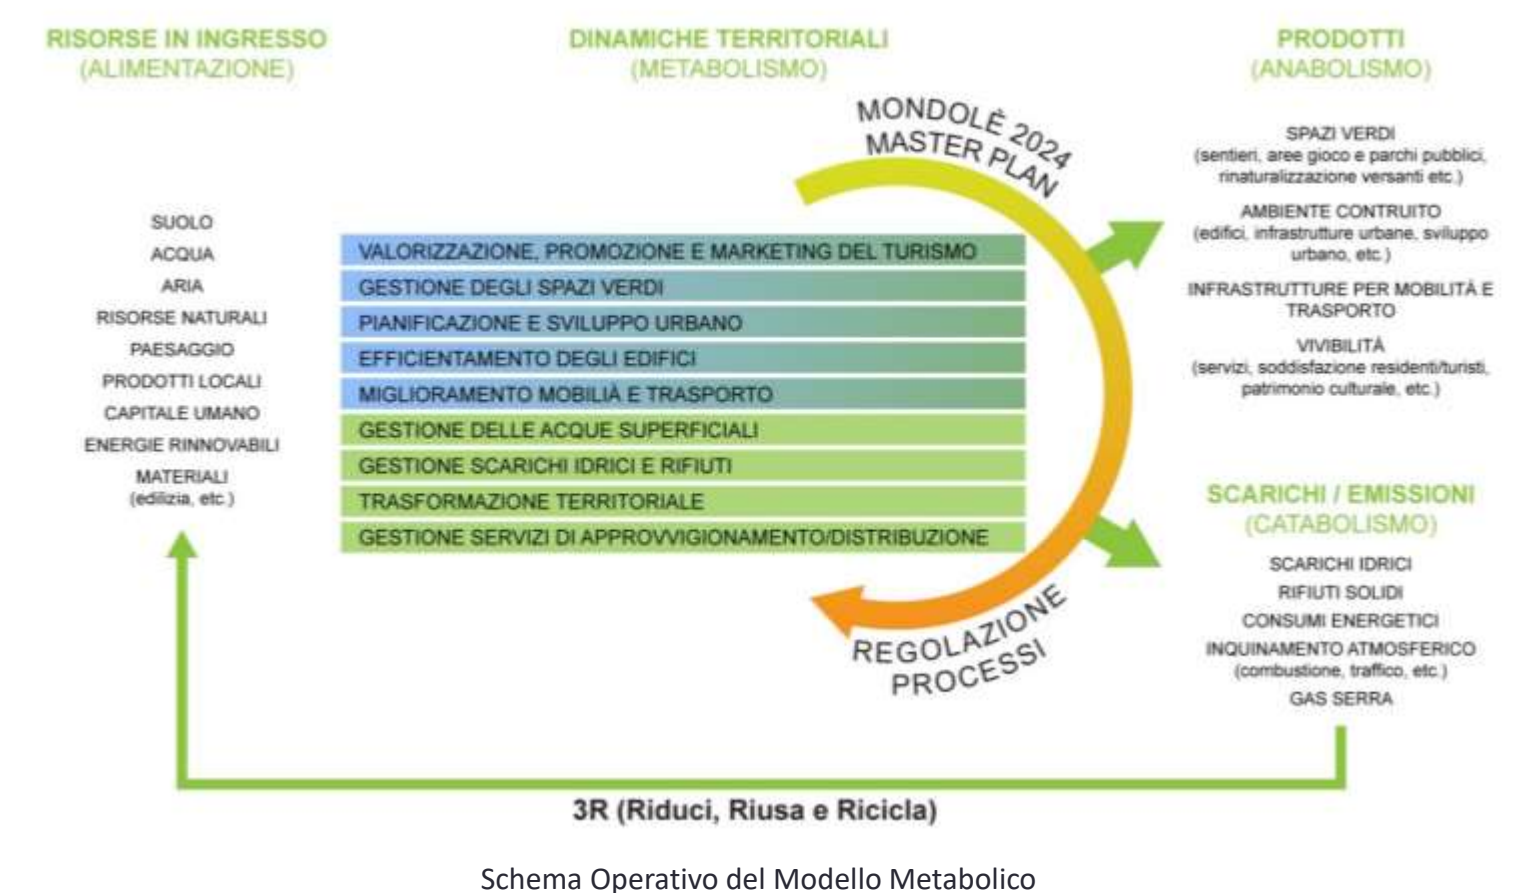 RISORSE IN INGRESSO
(ALIMENTAZIONE)
SUOLO
ACQUA
ARIA
RISORSE NATURALI
PAESAGGIO
PRODOTTI LOCALI
CAPITALE UMANO
ENERGIE RINNOVABILI
MATERIALI
(edilizia, etc.)
DINAMICHE TERRITORIALI
(METABOLISMO)
MONDOLÈ 2024
MASTER PLAN
VALORIZZAZIONE, PROMOZIONE E MARKETING DEL TURISMO
GESTIONE DEGLI SPAZI VERDI
PIANIFICAZIONE E SVILUPPO URBANO
EFFICIENTAMENTO DEGLI EDIFICI
MIGLIORAMENTO MOBILIÀ E TRASPORTO
GESTIONE DELLE ACQUE SUPERFICIALI
GESTIONE SCARICHI IDRICI E RIFIUTI
TRASFORMAZIONE TERRITORIALE
GESTIONE SERVIZI DI APPROVVIGIONAMENTO/DISTRIBUZIONE
REGOLAZIONE
PROCESSI
PRODOTTI
(ANABOLISMO)
SPAZI VERDI
(sentieri, aree gioco e parchi pubblici,
rinaturalizzazione versanti etc.)
AMBIENTE CONTRUITO
(edifici, infrastrutture urbane, sviluppo
urbano, etc.)
INFRASTRUTTURE PER MOBILITÀ E
TRASPORTO
VIVIBILITÀ
(servizi, soddisfazione residenti/turisti,
patrimonio culturale, etc.)
SCARICHI / EMISSIONI
(CATABOLISMO)
SCARICHI IDRICI
RIFIUTI SOLIDI
CONSUMI ENERGETICI
INQUINAMENTO ATMOSFERICO
(combustione, traffico, etc.)
GAS SERRA
3R (Riduci, Riusa e Ricicla)
Schema Operativo del Modello Metabolico